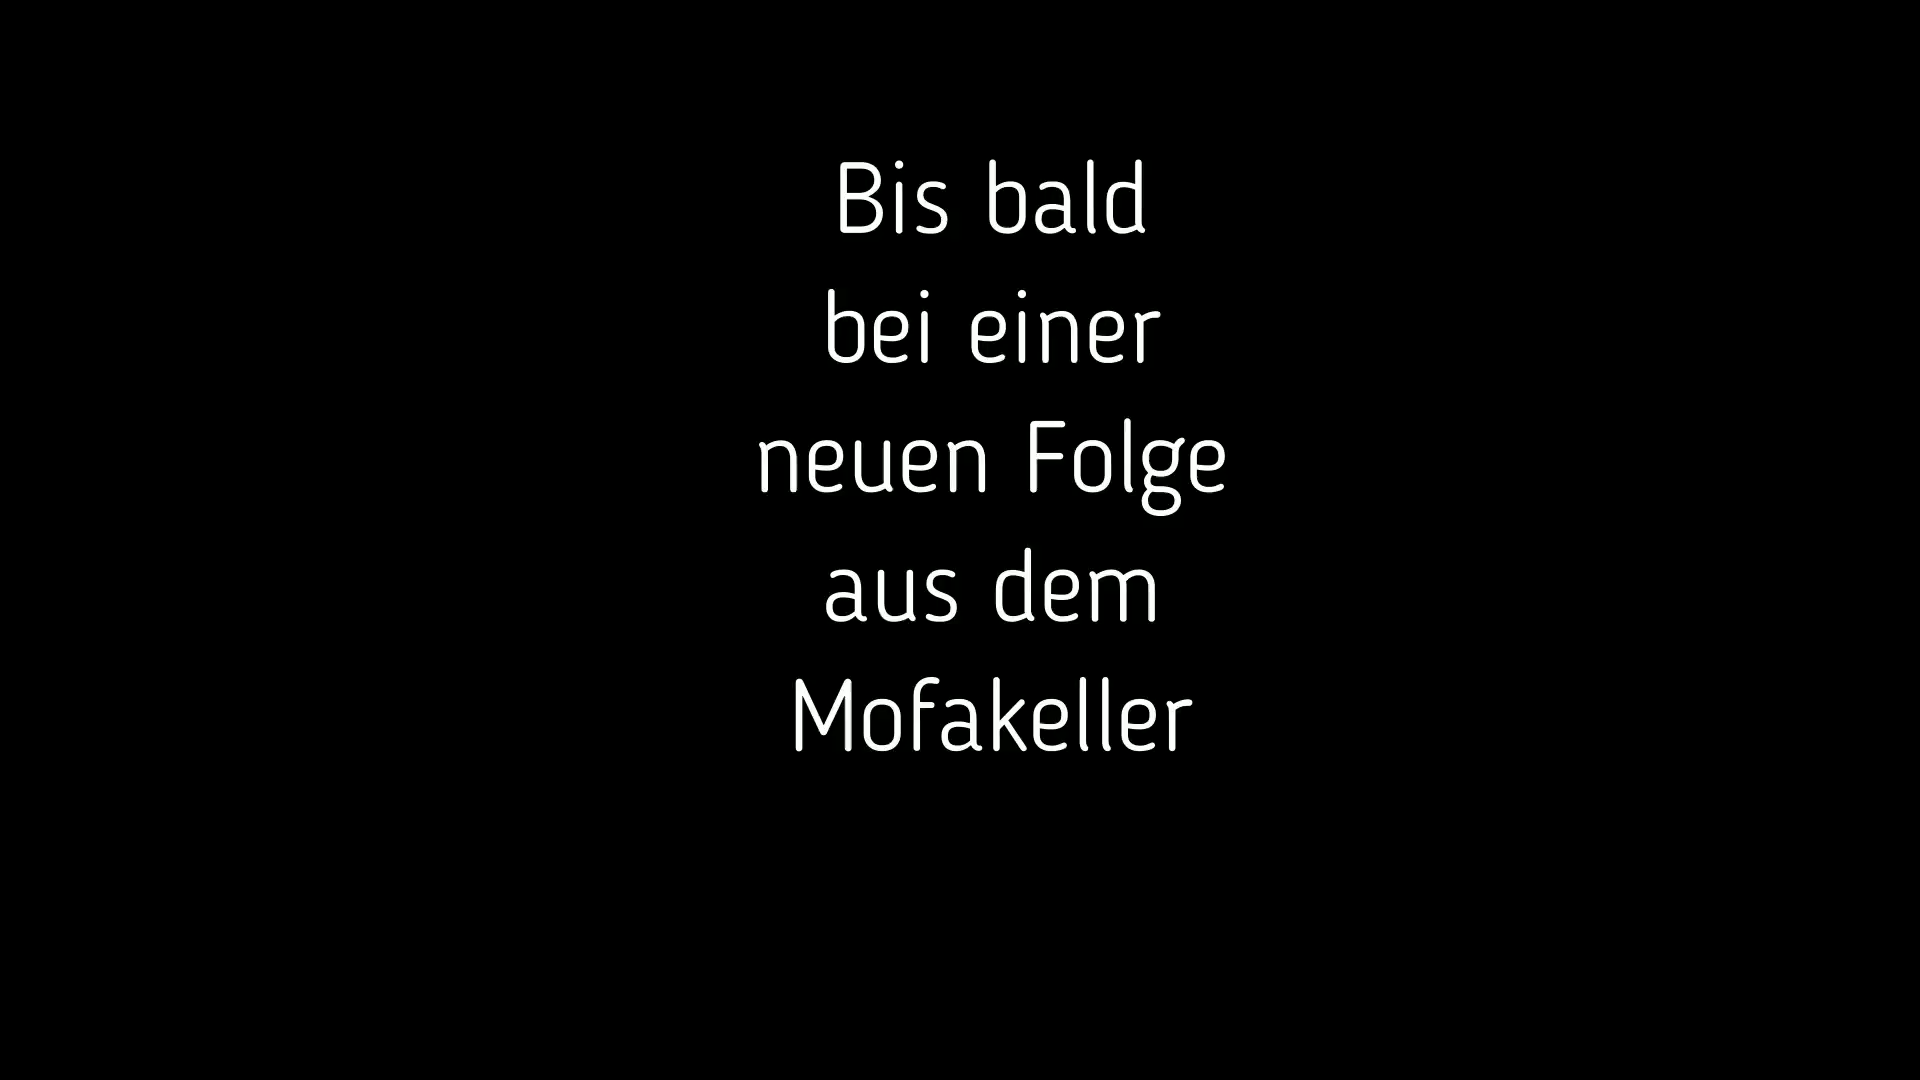 Bis bald
bei einer
neuen Folge
aus dem
Mofakeller